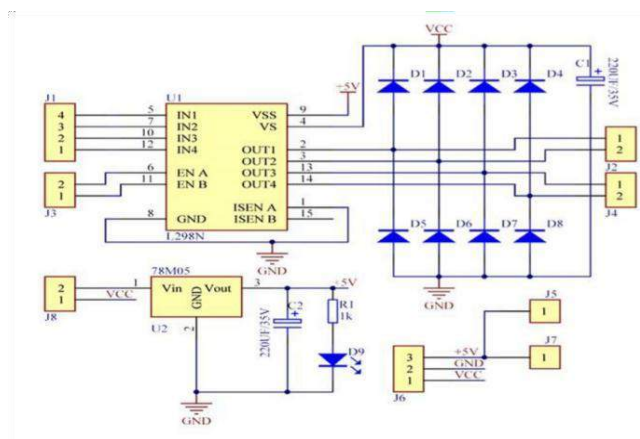 VCC
J1
U1
+5V
D1 D2 D3 D4
C1
220UF/35V
4 5 IN1 VSS 9
3 7 IN2 VS 4
2 10 IN3
1 12 IN4 OUT1 2 1
OUT2 3 2
2 6 EN A OUT3 13 J2
1 11 EN B OUT4 14 1
J3 2
J4
ISEN A 1
8 GND ISEN B 15
D5 D6 D7 D8
L298N
GND
78M05
GND
2 1 Vin Vout 3 +5V
1 VCC GND
J8
U2 2
C2
220UF/35V
R1
1k
D9
GND
J5
1
J7
3 +5V 1
2 GND
1 VCC
J6